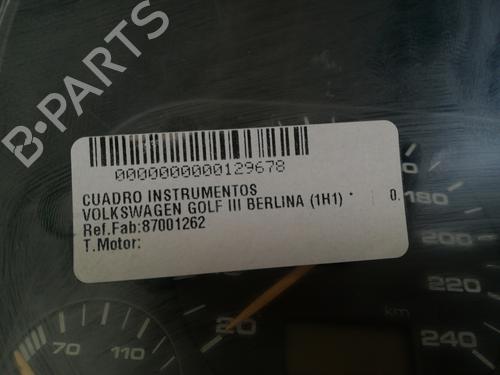 B-PARTS
0000000000129678
CUADRO INSTRUMENTOS
VOLKSWAGEN GOLF III BERLINA (1H1) * 0.
Ref.Fab:87001262
T.Motor:
180
200
220
240
km
20
70 110